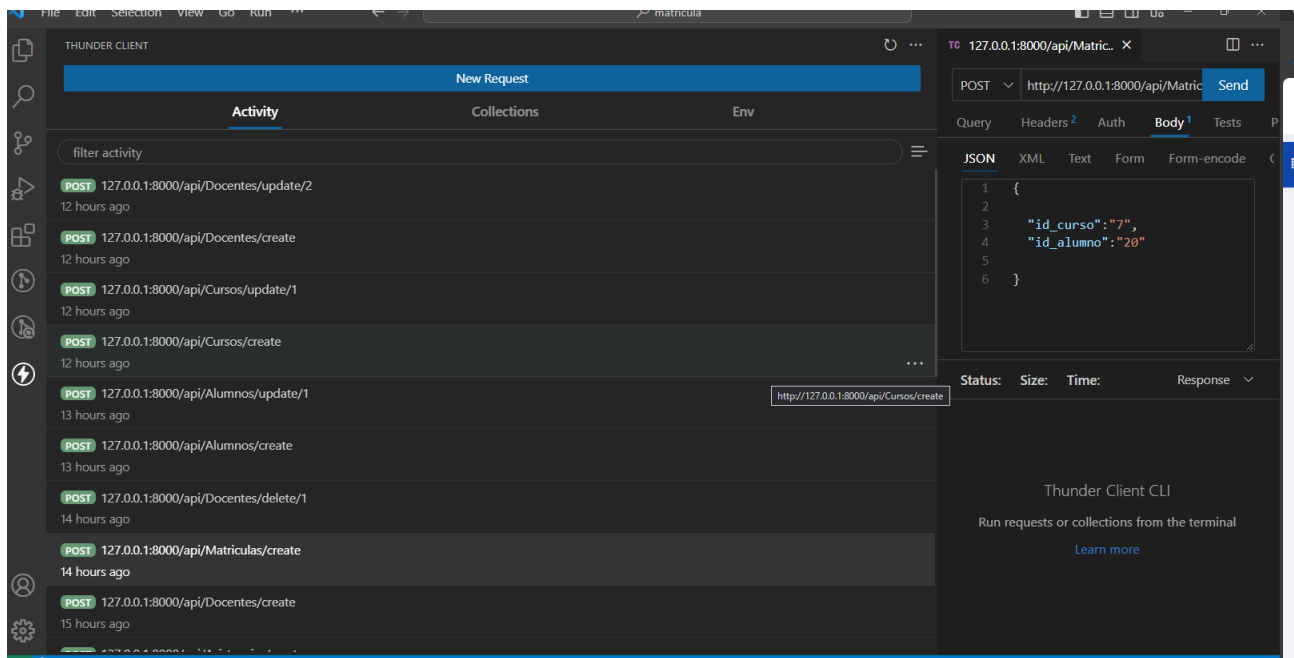 File Edit Selection View Go Run ...
matricula
THUNDER CLIENT
New Request
Activity Collections Env
filter activity
POST 127.0.0.1:8000/api/Docentes/update/2
12 hours ago
POST 127.0.0.1:8000/api/Docentes/create
12 hours ago
POST 127.0.0.1:8000/api/Cursos/update/1
12 hours ago
POST 127.0.0.1:8000/api/Cursos/create
12 hours ago
http://127.0.0.1:8000/api/Cursos/create
POST 127.0.0.1:8000/api/Alumnos/update/1
13 hours ago
POST 127.0.0.1:8000/api/Alumnos/create
13 hours ago
POST 127.0.0.1:8000/api/Docentes/delete/1
14 hours ago
POST 127.0.0.1:8000/api/Matriculas/create
14 hours ago
POST 127.0.0.1:8000/api/Docentes/create
15 hours ago
TC 127.0.0.1:8000/api/Matric..
POST http://127.0.0.1:8000/api/Matric Send
Query Headers 2 Auth Body 1 Tests P
JSON XML Text Form Form-encode
1 {
2
3 "id_curso":"7",
4 "id_alumno":"20"
5
6 }
Status: Size: Time: Response
Thunder Client CLI
Run requests or collections from the terminal
Learn more